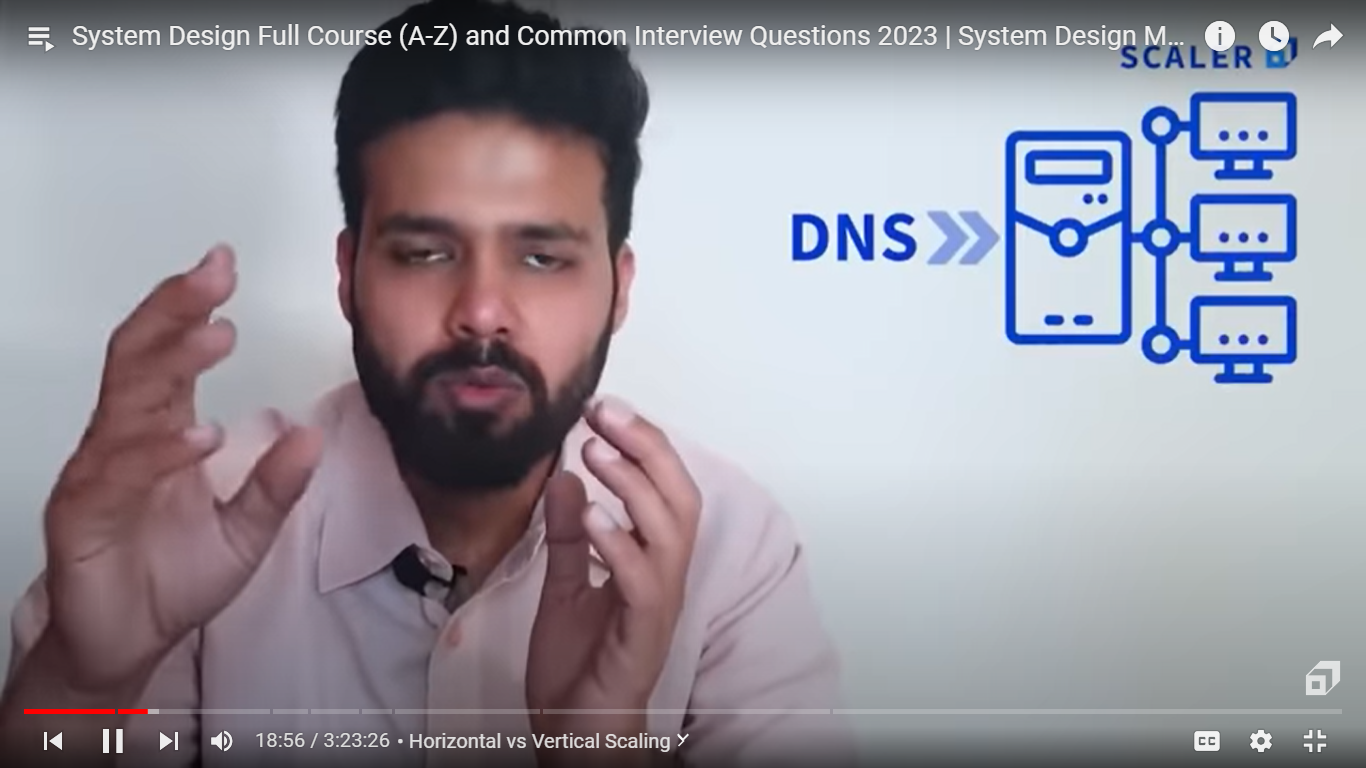 System Design Full Course (A-Z) and Common Interview Questions 2023 | System Design M...
SCALER
DNS
18:56 / 3:23:26 • Horizontal vs Vertical Scaling
CC